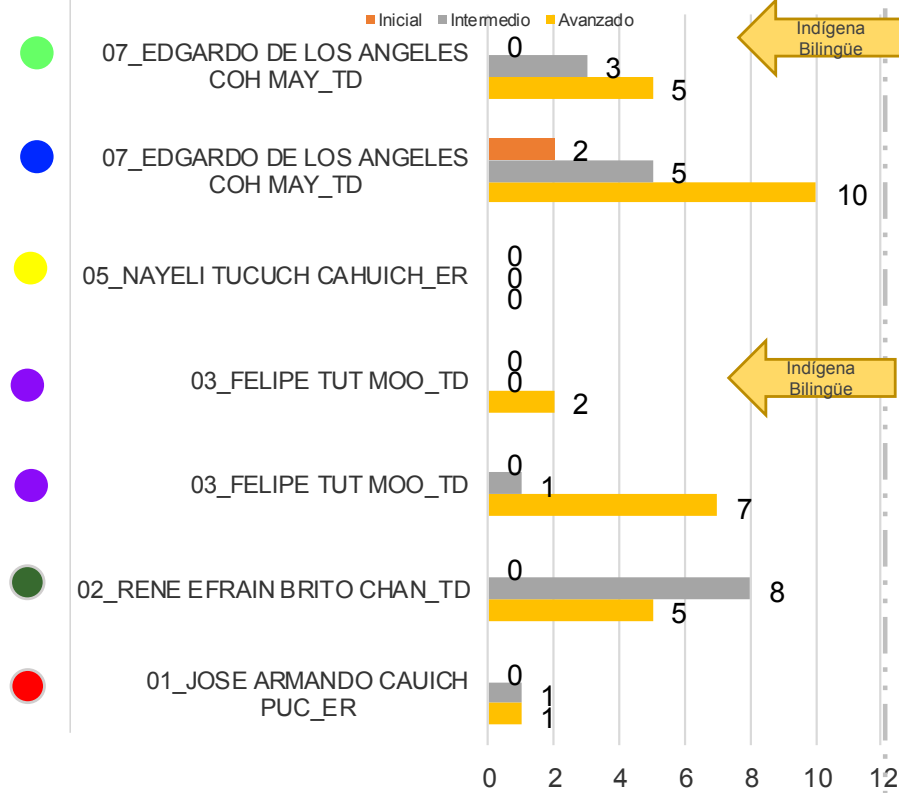 Inicial Intermedio Avanzado
Indígena
Bilingüe
07_EDGARDO DE LOS ANGELES
COH MAY_TD
0
3
5
07_EDGARDO DE LOS ANGELES
COH MAY_TD
2
5
10
05_NAYELI TUCUCH CAHUICH_ER
0
0
0
03_FELIPE TUT MOO_TD
0
0
2
Indígena
Bilingüe
03_FELIPE TUT MOO_TD
0
1
7
02_RENE EFRAIN BRITO CHAN_TD
0
8
5
01_JOSE ARMANDO CAUICH
PUC_ER
0
1
1
0 2 4 6 8 10 12